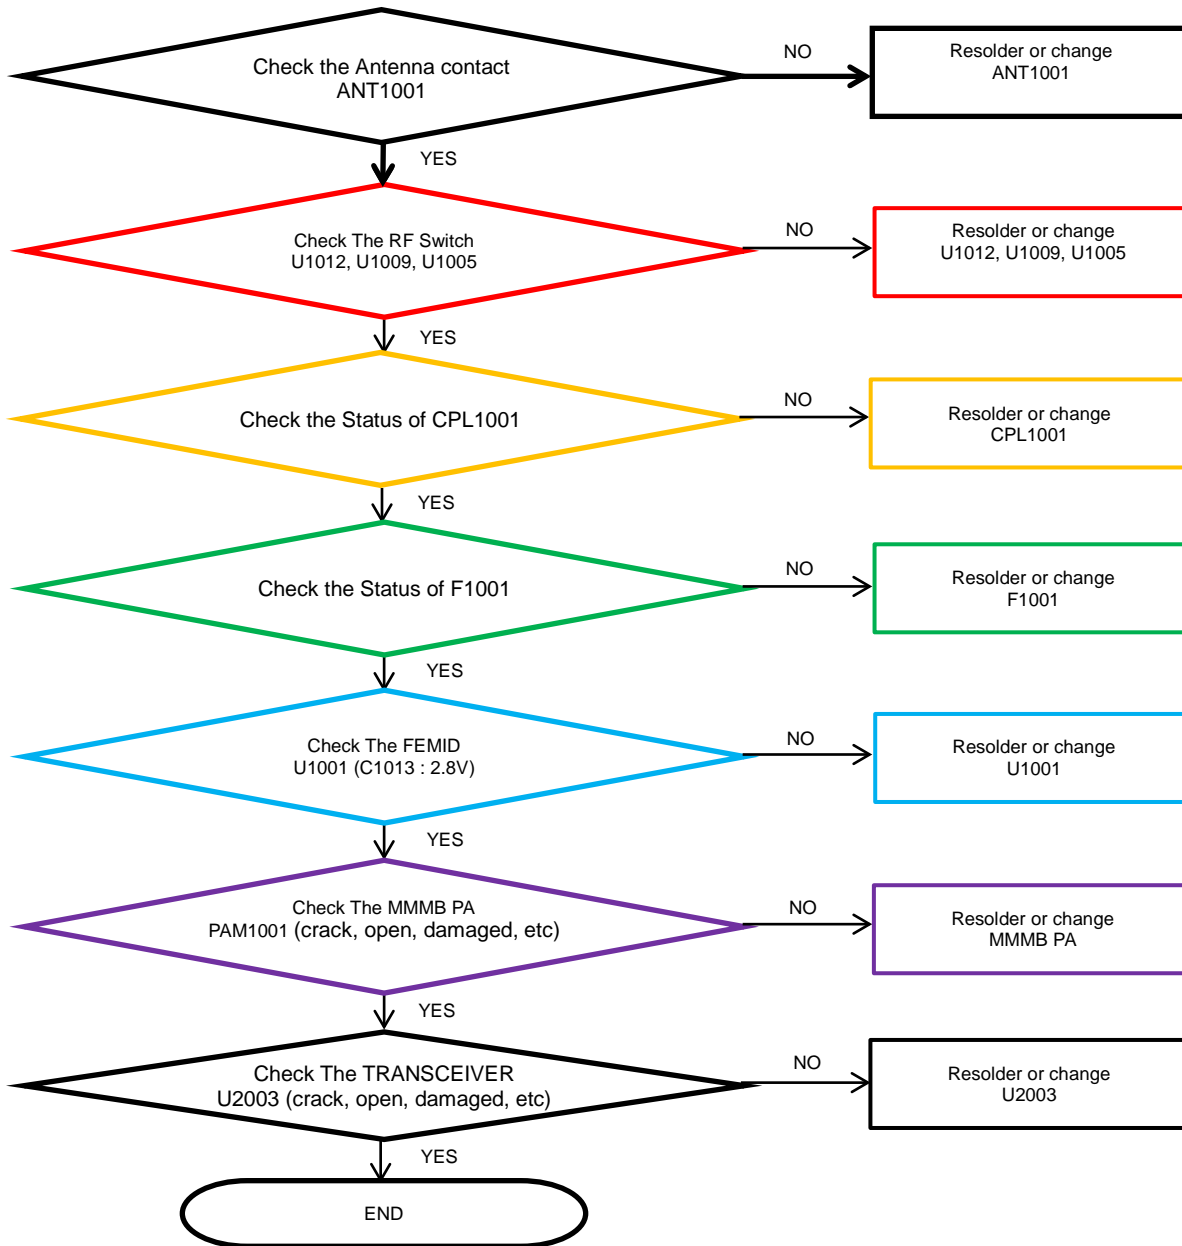 Check the Antenna contact
ANT1001
NO
Resolder or change
ANT1001
YES
Check The RF Switch
U1012, U1009, U1005
NO
Resolder or change
U1012, U1009, U1005
YES
Check the Status of CPL1001
NO
Resolder or change
CPL1001
YES
Check the Status of F1001
NO
Resolder or change
F1001
YES
Check The FEMID
U1001 (C1013 : 2.8V)
NO
Resolder or change
U1001
YES
Check The MMMB PA
PAM1001 (crack, open, damaged, etc)
NO
Resolder or change
MMMB PA
YES
Check The TRANSCEIVER
U2003 (crack, open, damaged, etc)
NO
Resolder or change
U2003
YES
END